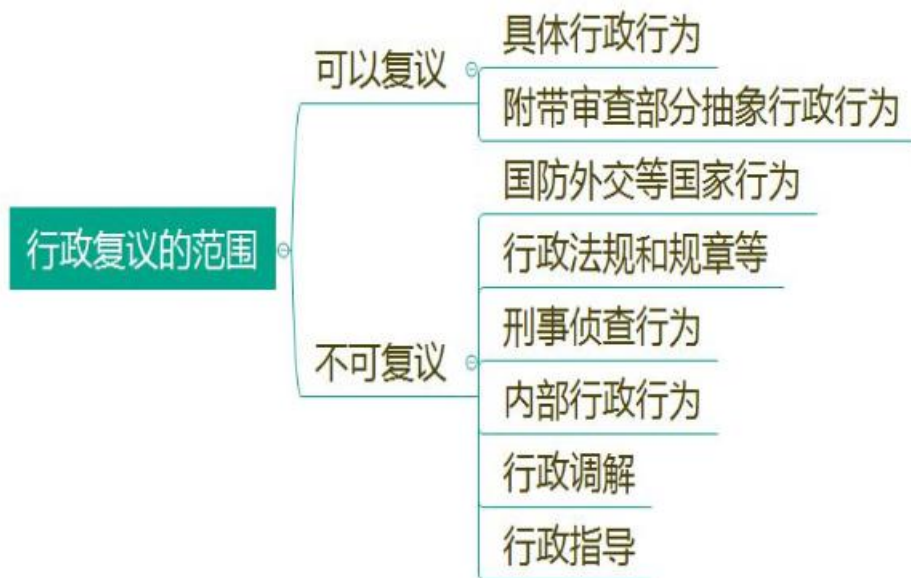 行政复议的范围
可以复议
具体行政行为
附带审查部分抽象行政行为
不可复议
国防外交等国家行为
行政法规和规章等
刑事侦查行为
内部行政行为
行政调解
行政指导